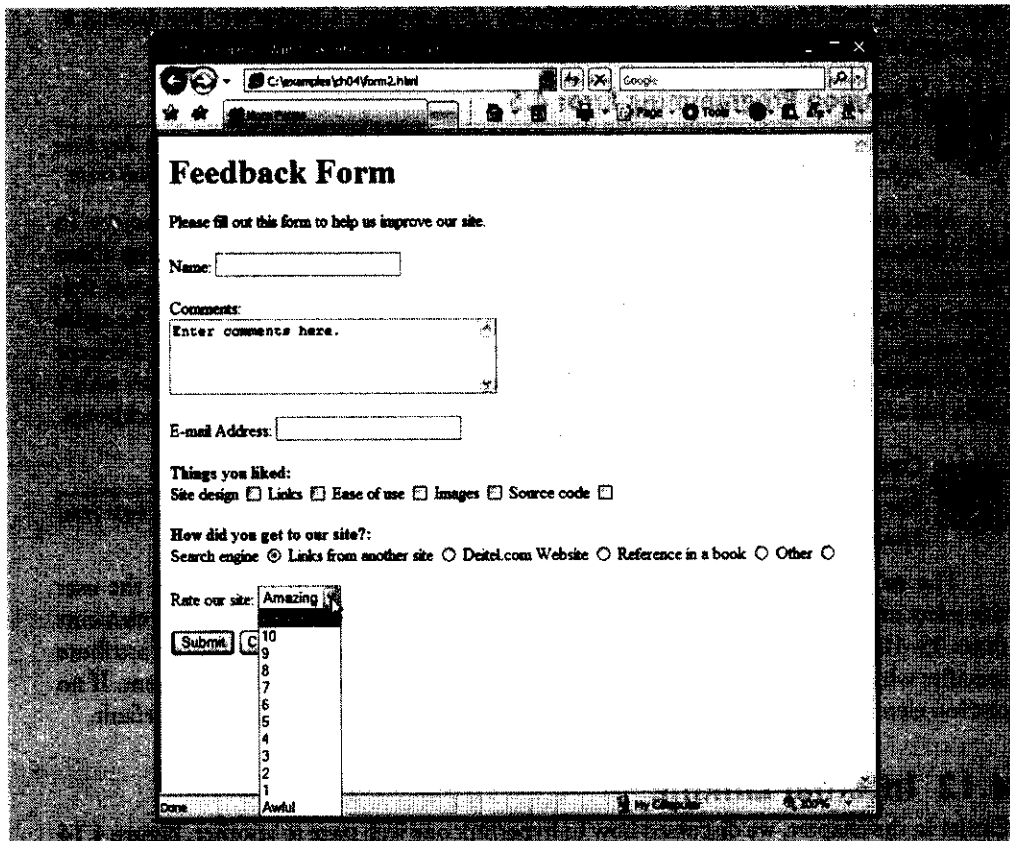 C:\examples\ch04\form2.html
Google
Page
Tools
Feedback Form
Please fill out this form to help us improve our site.
Name:
Comments:
Enter comments here.
E-mail Address:
Things you liked:
Site design Links Ease of use Images Source code
How did you get to our site?:
Search engine Links from another site Deitel.com Website Reference in a book Other
Rate our site: Amazing
Submit C
10
9
8
7
6
5
4
3
2
1
Awful
Done
My Computer